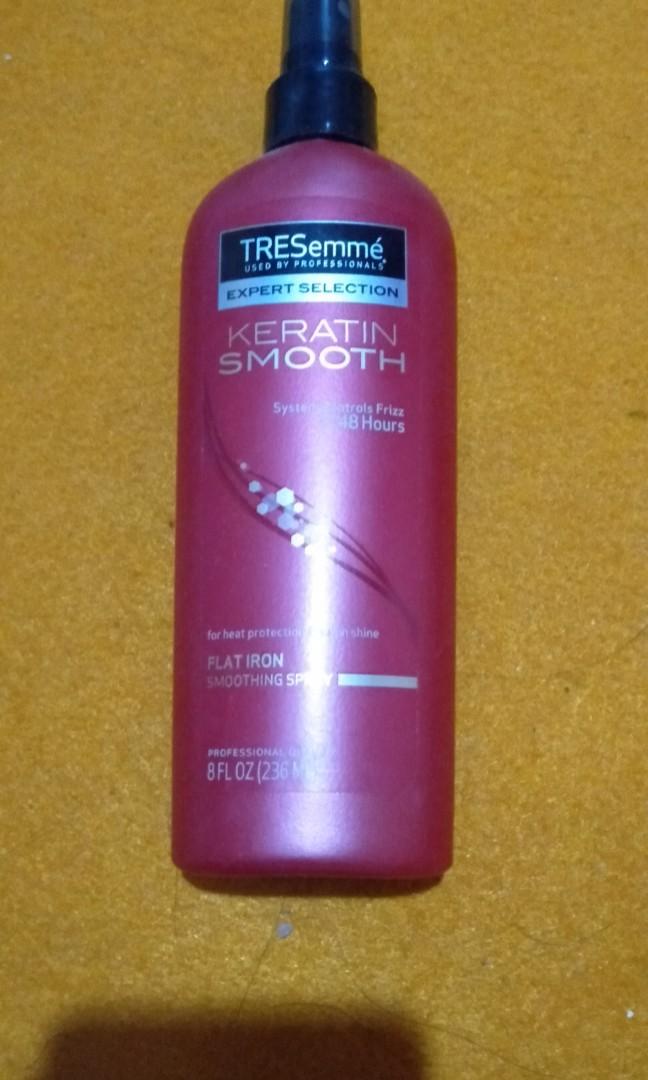 TRESemmé
USED BY PROFESSIONALS
EXPERT SELECTION
KERATIN
SMOOTH
Frizz
48 Hours
for heat protection shine
FLAT IRON
SMOOTHING SPRAY
PROFESSIONAL
8 FL OZ (236